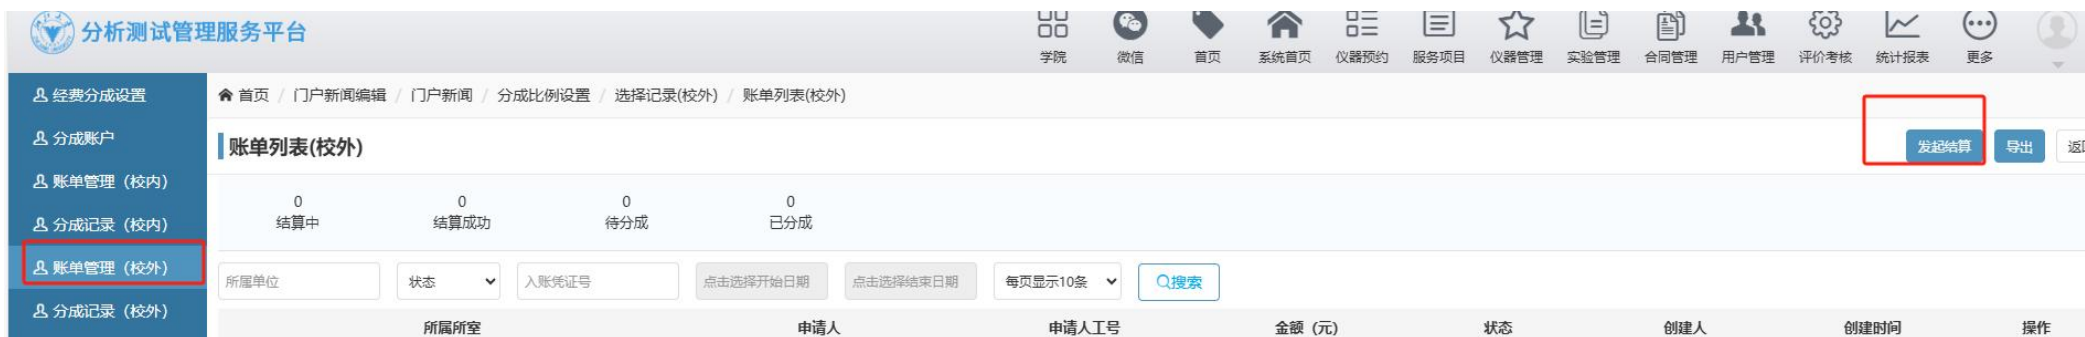 分析测试管理服务平台
学院 微信 首页 系统首页 仪器预约 服务项目 仪器管理 实验管理 合同管理 用户管理 评价考核 统计报表 更多
经费分成设置
首页 / 门户新闻编辑 / 门户新闻 / 分成比例设置 / 选择记录(校外) / 账单列表(校外)
分成账户
账单列表(校外) 发起结算 导出 返
账单管理（校内）
0 0 0 0
结算中 结算成功 待分成 已分成
分成记录（校内）
账单管理（校外）
所属单位 状态 入账凭证号 点击选择开始日期 点击选择结束日期 每页显示10条 搜索
分成记录（校外）
所属所室 申请人 申请人工号 金额（元） 状态 创建人 创建时间 操作